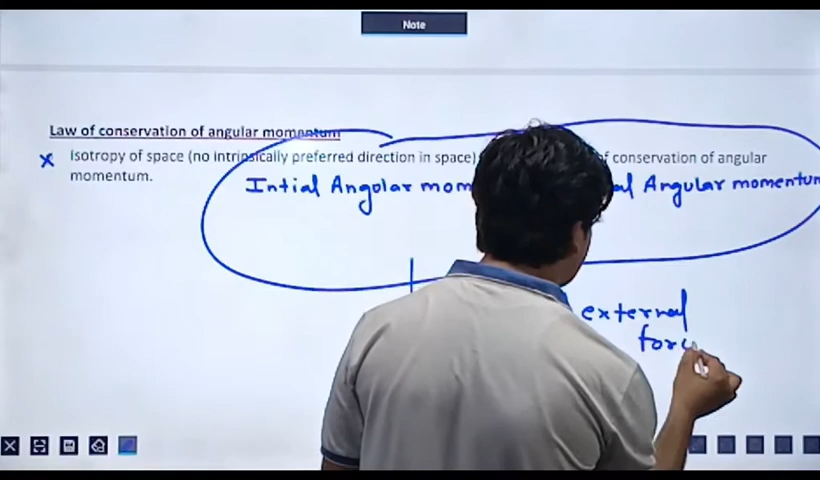 Note
Law of conservation of angular momentum
x Isotropy of space (no intrinsically preferred direction in space) of conservation of angular
momentum.
Intial Angolar mom al Angular momentum
external
forc